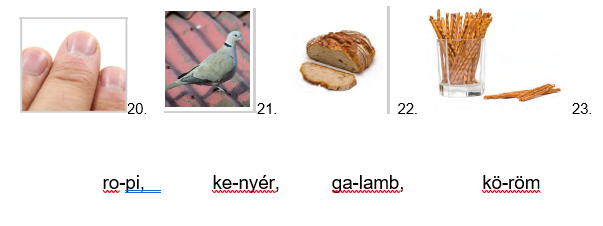 20. 21. 22. 23.
ro-pi, ke-nyér, ga-lamb, kö-röm